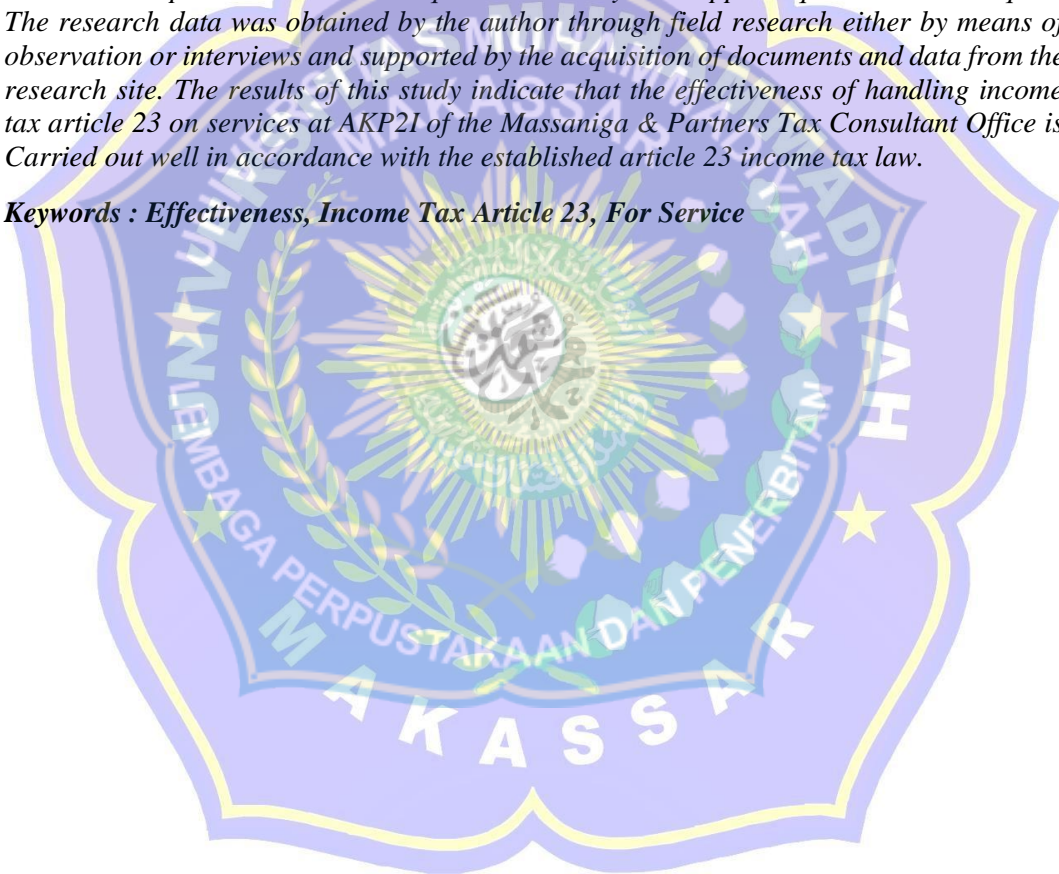 The research data was obtained by the author through field research either by means of
observation or interviews and supported by the acquisition of documents and data from the
research site. The results of this study indicate that the effectiveness of handling income
tax article 23 on services at AKP2I of the Massaniga & Partners Tax Consultant Office is
Carried out well in accordance with the established article 23 income tax law.
Keywords : Effectiveness, Income Tax Article 23, For Service
UNIVERSITAS MUHAMMADIYAH
MAKASSAR
LEMBAGA PERPUSTAKAAN DAN PENERBITAN
MAKASSAR